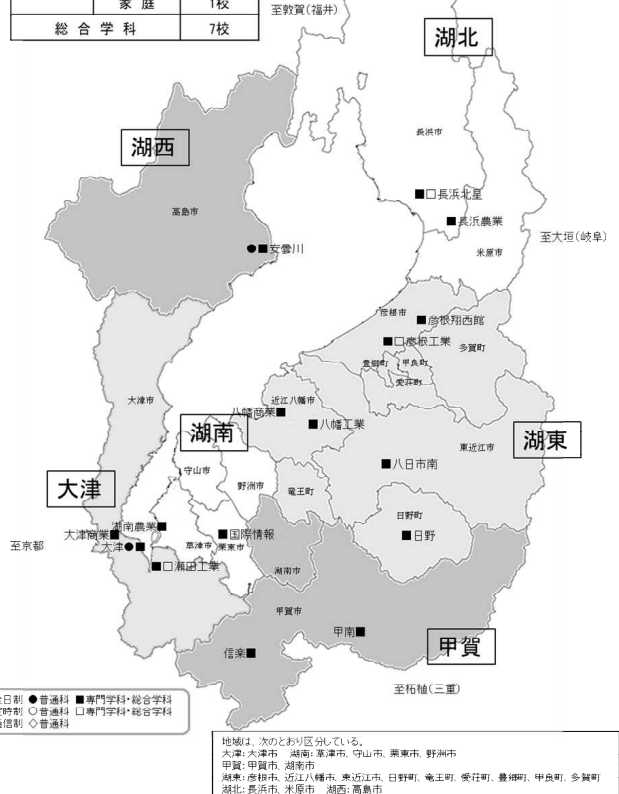 家 庭 1校
総 合 学 科 7校
至敦賀(福井)
湖北
長浜市
湖西
■□長浜北星
高島市
■長浜農業
至大垣(岐阜)
米原市
●■安曇川
彦根市
■彦根翔西館
■□彦根工業
多賀町
豊郷町 甲良町
愛荘町
大津市
近江八幡市
八幡商業■
■八幡工業
湖南
湖東
東近江市
守山市
■八日市南
野洲市
竜王町
大津
日野町
湖南農業■
大津商業■
■国際情報
■日野
至京都
大津●■
草津市
栗東市
■□瀬田工業
湖南市
甲賀市
甲南■
甲賀
信楽■
至柘植(三重)
日制 ●普通科 ■専門学科・総合学科
時制 ○普通科 □専門学科・総合学科
信制 ◇普通科
地域は、次のとおり区分している。
大津:大津市 湖南:草津市、守山市、栗東市、野洲市
甲賀:甲賀市、湖南市
湖東:彦根市、近江八幡市、東近江市、日野町、竜王町、愛荘町、豊郷町、甲良町、多賀町
湖北:長浜市、米原市 湖西:高島市